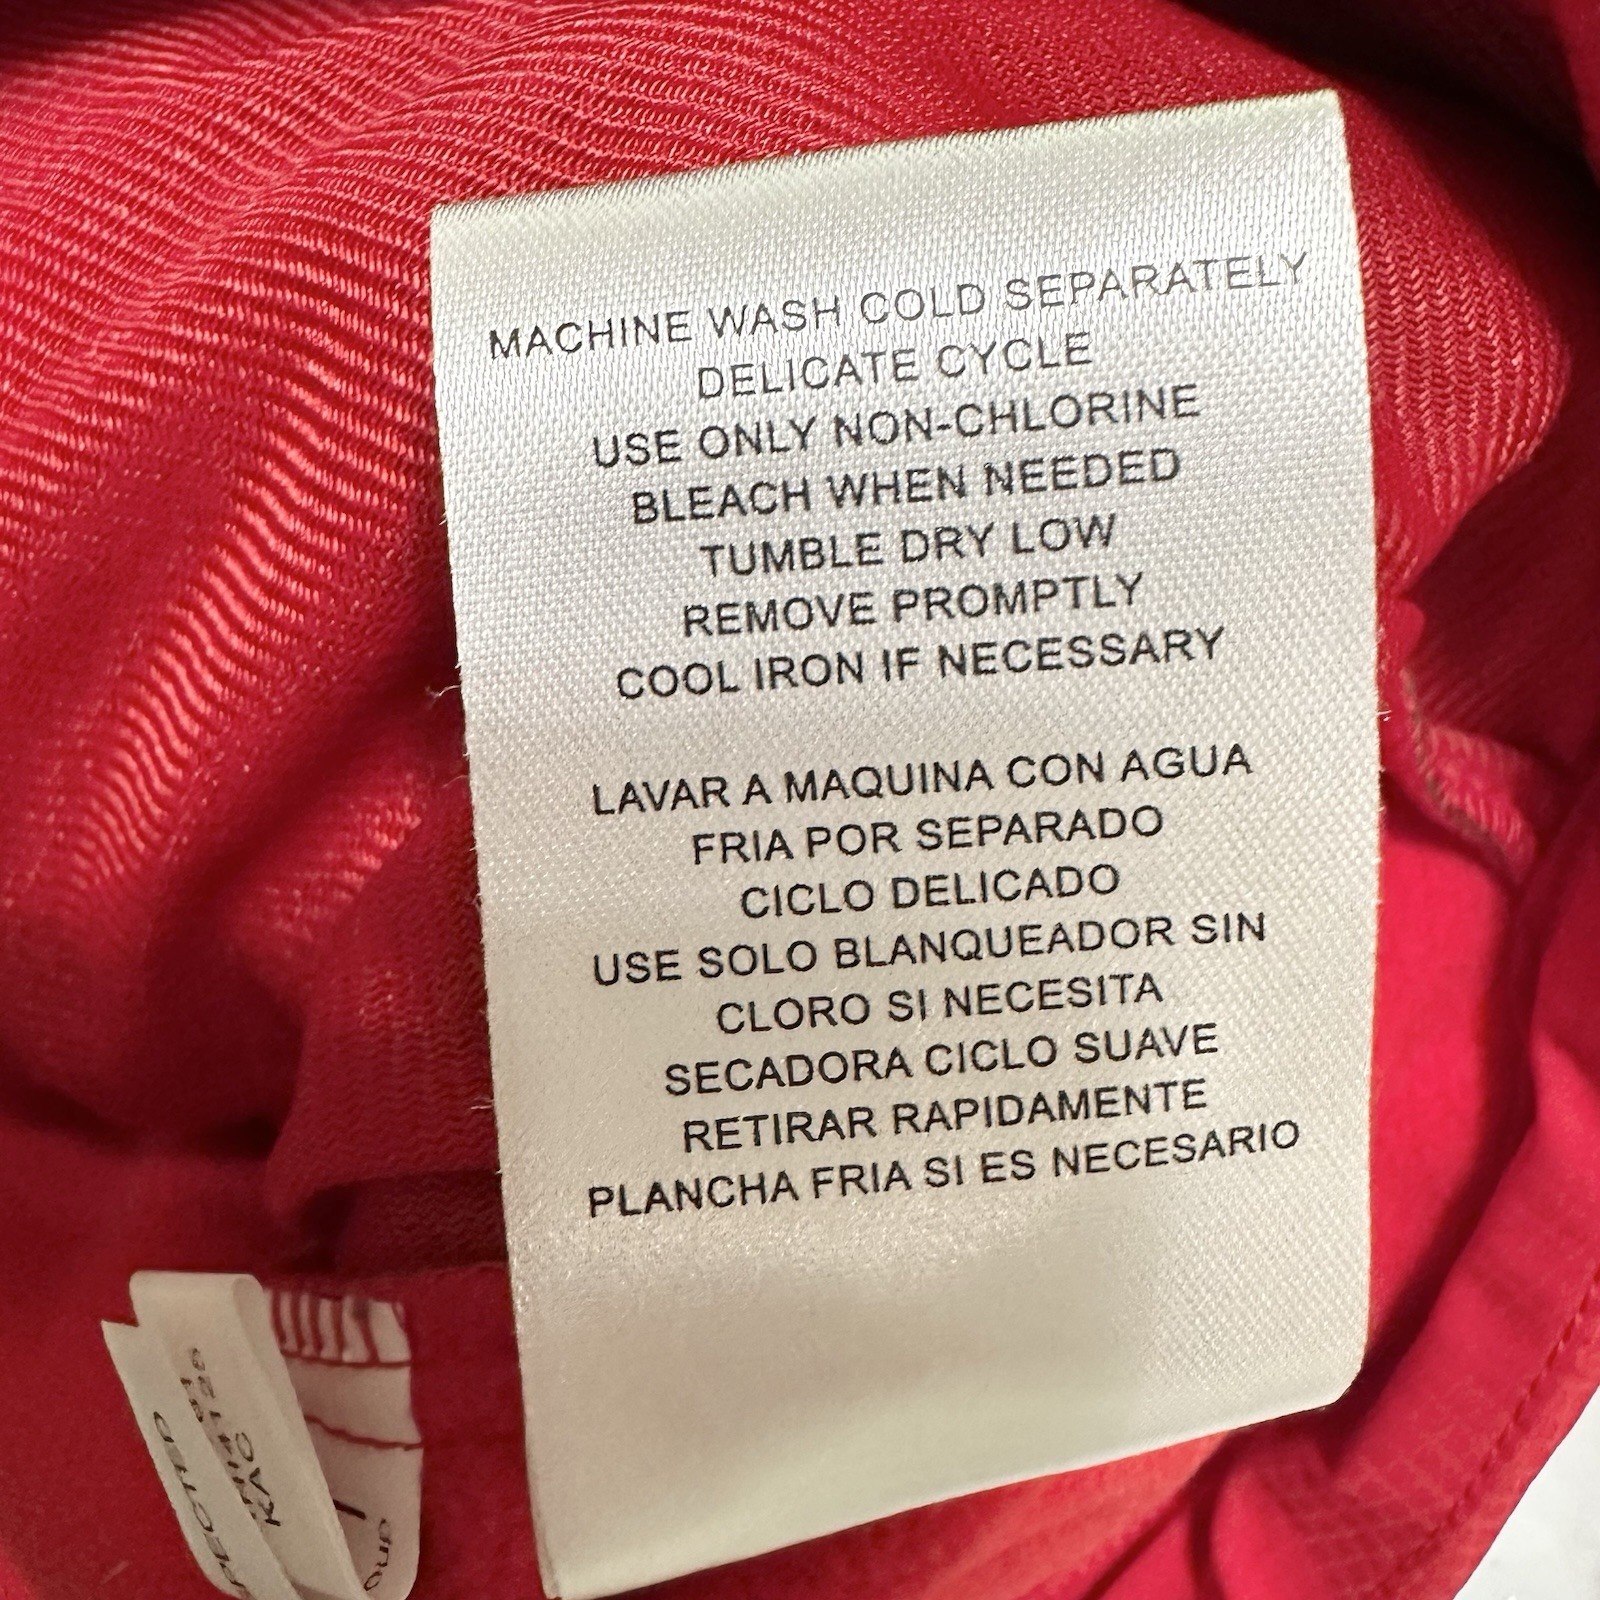 MACHINE WASH COLD SEPARATELY
DELICATE CYCLE
USE ONLY NON-CHLORINE
BLEACH WHEN NEEDED
TUMBLE DRY LOW
REMOVE PROMPTLY
COOL IRON IF NECESSARY
LAVAR A MAQUINA CON AGUA
FRIA POR SEPARADO
CICLO DELICADO
USE SOLO BLANQUEADOR SIN
CLORO SI NECESITA
SECADORA CICLO SUAVE
RETIRAR RAPIDAMENTE
PLANCHA FRIA SI ES NECESARIO